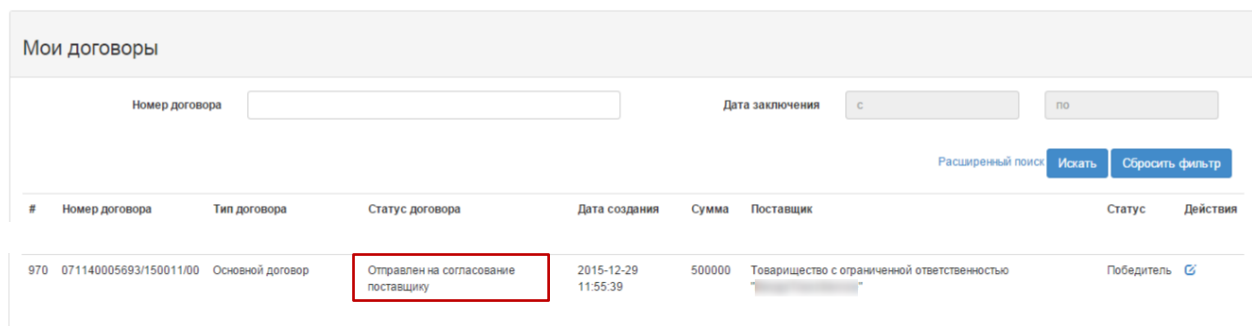 Мои договоры
Номер договора
Дата заключения с по
Расширенный поиск Искать Сбросить фильтр
# Номер договора Тип договора Статус договора Дата создания Сумма Поставщик Статус Действия
970 071140005693/150011/00 Основной договор Отправлен на согласование 2015-12-29 500000 Товарищество с ограниченной ответственностью Победитель
поставщику 11:55:39 " "